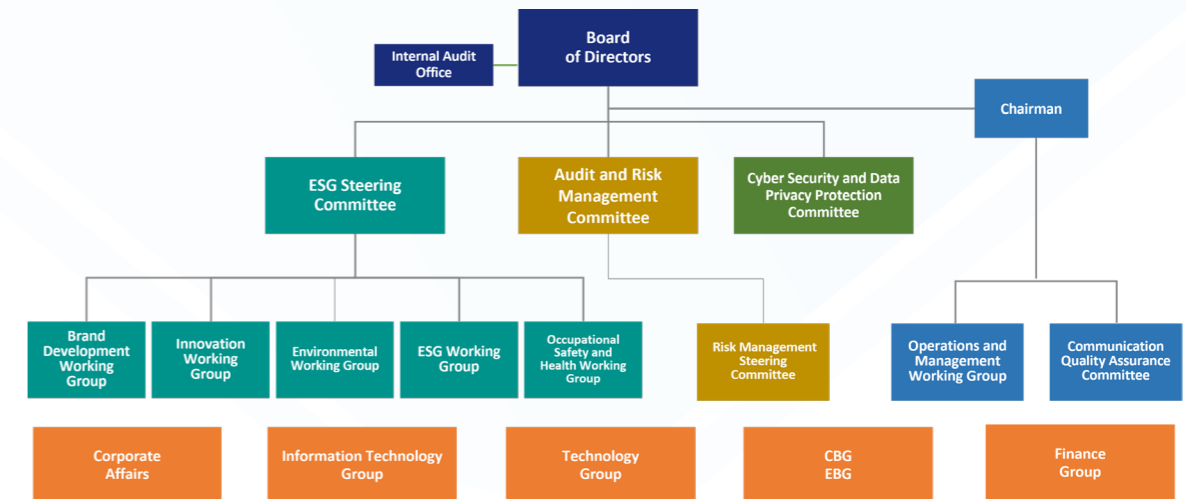 Board
of Directors
Internal Audit
Office
Chairman
ESG Steering
Committee
Audit and Risk
Management
Committee
Cyber Security and Data
Privacy Protection
Committee
Brand
Development
Working
Group
Innovation
Working
Group
Environmental
Working Group
ESG Working
Group
Occupational
Safety and
Health Working
Group
Risk Management
Steering
Committee
Operations and
Management
Working Group
Communication
Quality Assurance
Committee
Corporate
Affairs
Information Technology
Group
Technology
Group
CBG
EBG
Finance
Group